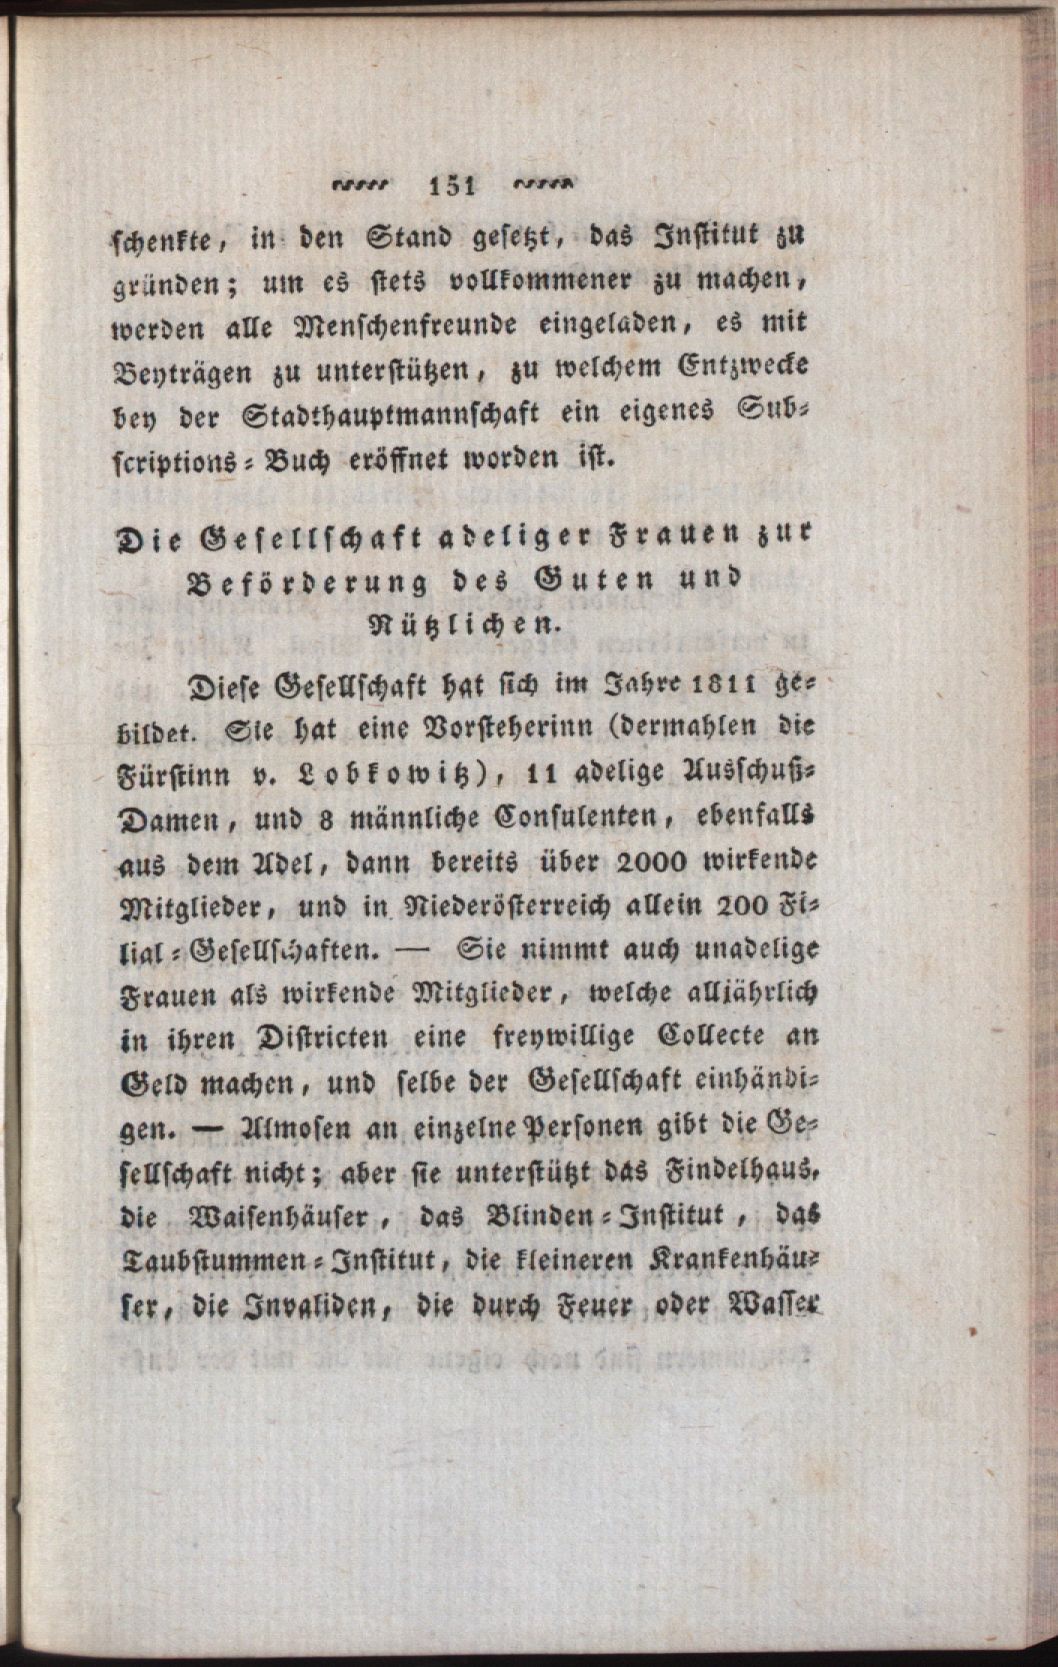 151
schenkte, in den Stand gesetzt, das Institut zu
gründen; um es stets vollkommener zu machen,
werden alle Menschenfreunde eingeladen, es mit
Beyträgen zu unterstützen, zu welchem Entzwecke
bey der Stadthauptmannschaft ein eigenes Sub-
scriptions-Buch eröffnet worden ist.
Die Gesellschaft adeliger Frauen zur
Beförderung des Guten und
Nützlichen.
Diese Gesellschaft hat sich im Jahre 1811 ge-
bildet. Sie hat eine Vorsteherinn (dermahlen die
Fürstinn v. Lobkowitz), 11 adelige Ausschuß-
Damen, und 8 männliche Consulenten, ebenfalls
aus dem Adel, dann bereits über 2000 wirkende
Mitglieder, und in Niederösterreich allein 200 Fi-
lial-Gesellschaften. — Sie nimmt auch unadelige
Frauen als wirkende Mitglieder, welche alljährlich
in ihren Districten eine freywillige Collecte an
Geld machen, und selbe der Gesellschaft einhändi-
gen. — Almosen an einzelne Personen gibt die Ge-
sellschaft nicht; aber sie unterstützt das Findelhaus,
die Waisenhäuser, das Blinden-Institut, das
Taubstummen-Institut, die kleineren Krankenhäu-
ser, die Invaliden, die durch Feuer oder Wasser